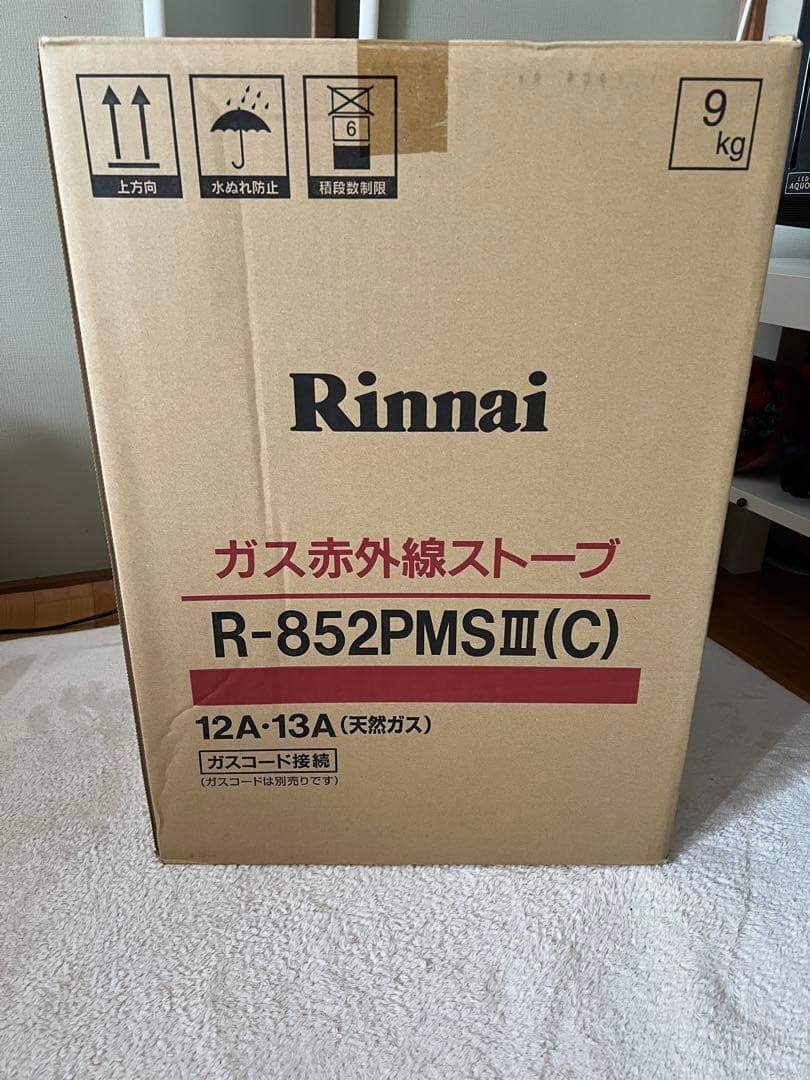 上方向
水ぬれ防止
6
積段数制限
9
kg
LED
AQUO
Rinnai
ガス赤外線ストーブ
R-852PMSⅢ(C)
12A・13A(天然ガス)
ガスコード接続
(ガスコードは別売りです)